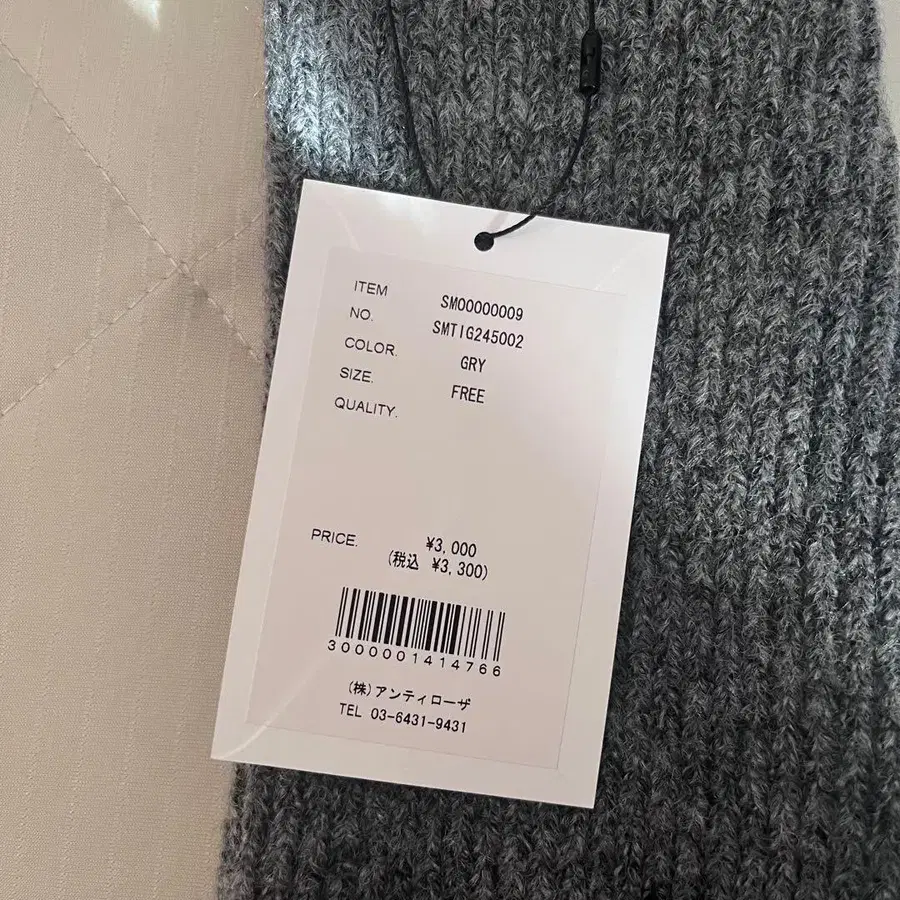 ITEM SM00000009
NO. SMTIG245002
COLOR. GRY
SIZE. FREE
QUALITY.
PRICE. ¥3,000
(税込 ¥3,300)
3000001414766
(株)アンティローザ
TEL 03-6431-9431